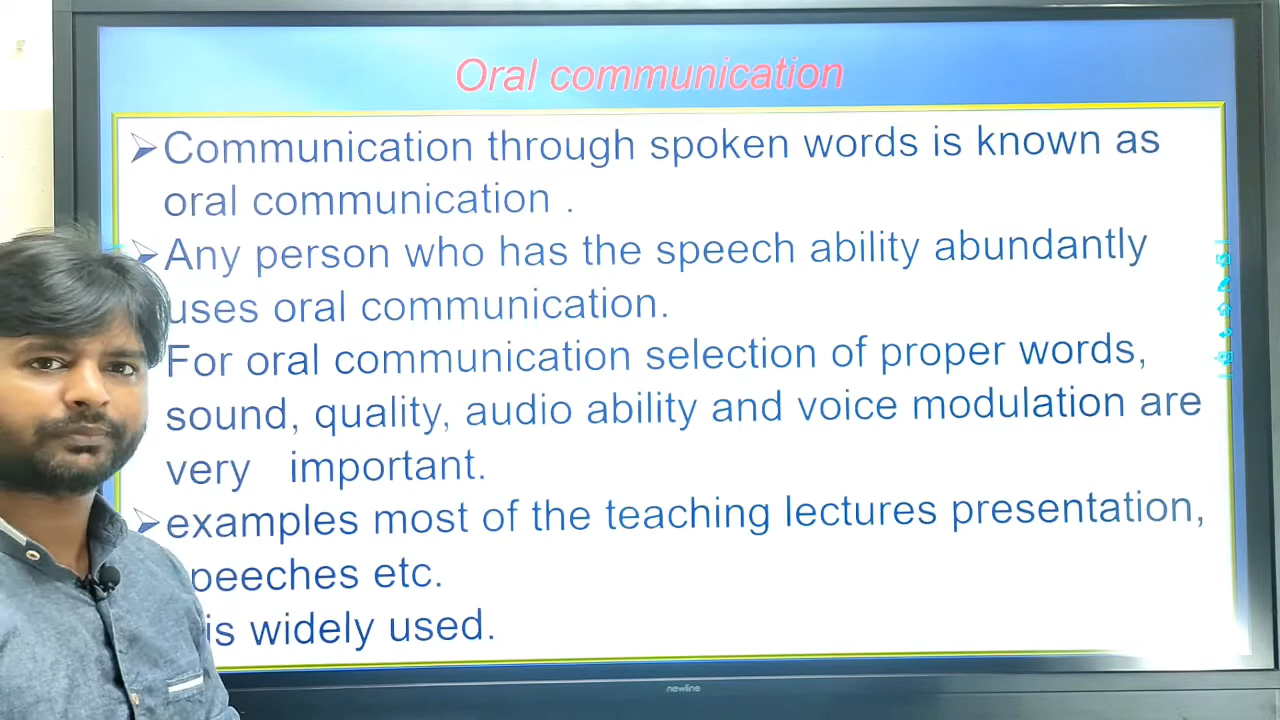 Oral communication
Communication through spoken words is known as
oral communication .
Any person who has the speech ability abundantly
uses oral communication.
For oral communication selection of proper words,
sound, quality, audio ability and voice modulation are
very important.
examples most of the teaching lectures presentation,
peeches etc.
is widely used.
newline